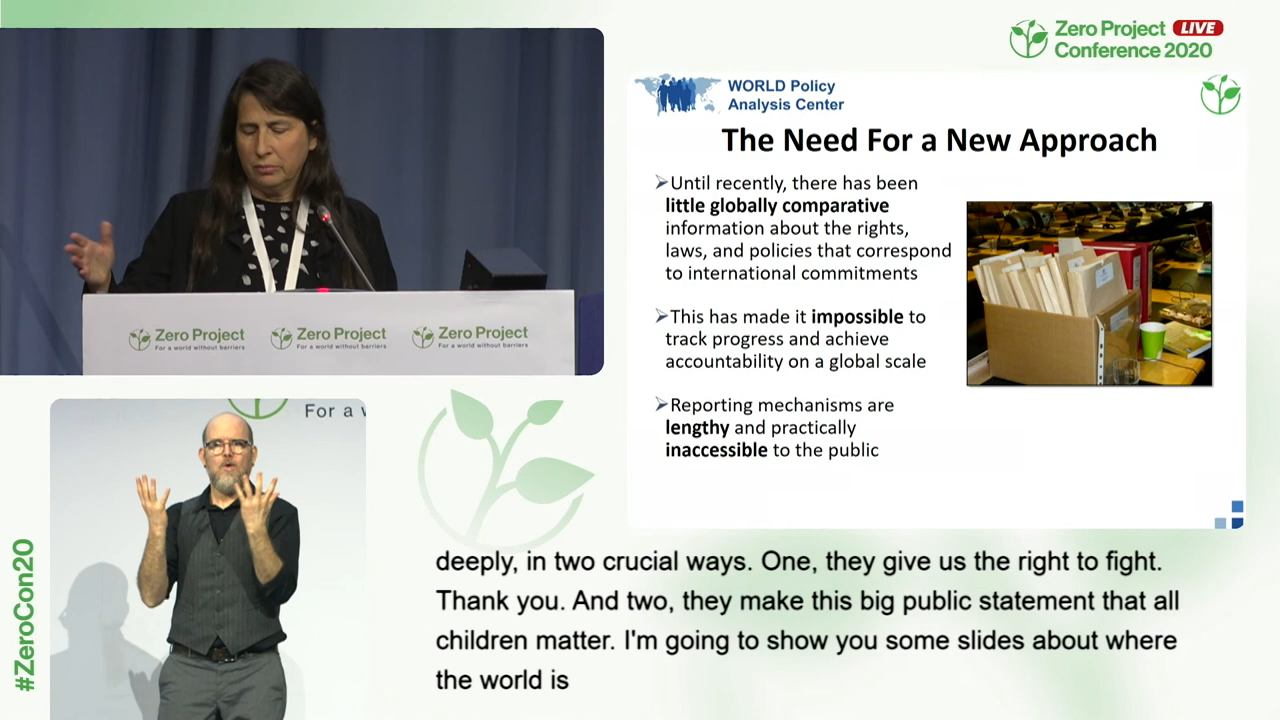 Zero Project LIVE
Conference 2020
WORLD Policy
Analysis Center
The Need For a New Approach
Until recently, there has been
little globally comparative
information about the rights,
laws, and policies that correspond
to international commitments
This has made it impossible to
track progress and achieve
accountability on a global scale
Reporting mechanisms are
lengthy and practically
inaccessible to the public
Zero Project
For a world without barriers
Zero Project
For a world without barriers
Zero Project
For a world without barriers
For a w
#ZeroCon20
deeply, in two crucial ways. One, they give us the right to fight.
Thank you. And two, they make this big public statement that all
children matter. I'm going to show you some slides about where
the world is